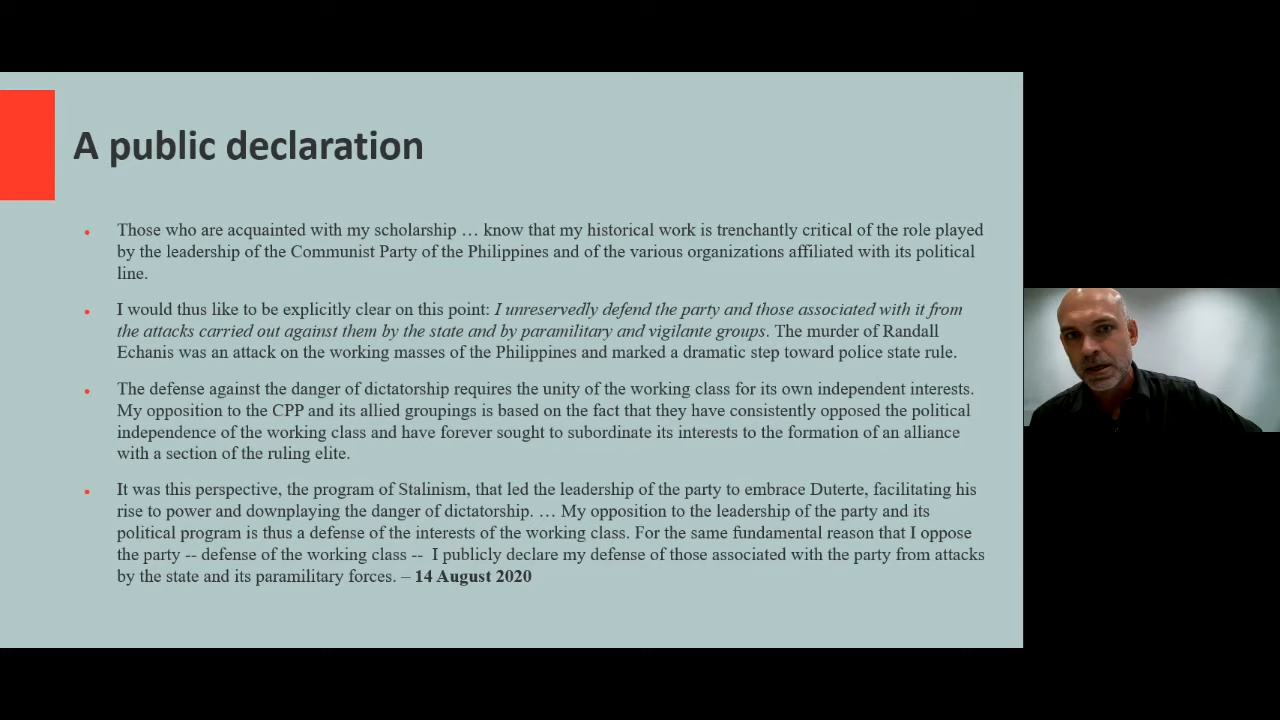 A public declaration
Those who are acquainted with my scholarship … know that my historical work is trenchantly critical of the role played
by the leadership of the Communist Party of the Philippines and of the various organizations affiliated with its political
line.
I would thus like to be explicitly clear on this point: I unreservedly defend the party and those associated with it from
the attacks carried out against them by the state and by paramilitary and vigilante groups. The murder of Randall
Echanis was an attack on the working masses of the Philippines and marked a dramatic step toward police state rule.
The defense against the danger of dictatorship requires the unity of the working class for its own independent interests.
My opposition to the CPP and its allied groupings is based on the fact that they have consistently opposed the political
independence of the working class and have forever sought to subordinate its interests to the formation of an alliance
with a section of the ruling elite.
It was this perspective, the program of Stalinism, that led the leadership of the party to embrace Duterte, facilitating his
rise to power and downplaying the danger of dictatorship. … My opposition to the leadership of the party and its
political program is thus a defense of the interests of the working class. For the same fundamental reason that I oppose
the party -- defense of the working class -- I publicly declare my defense of those associated with the party from attacks
by the state and its paramilitary forces. – 14 August 2020